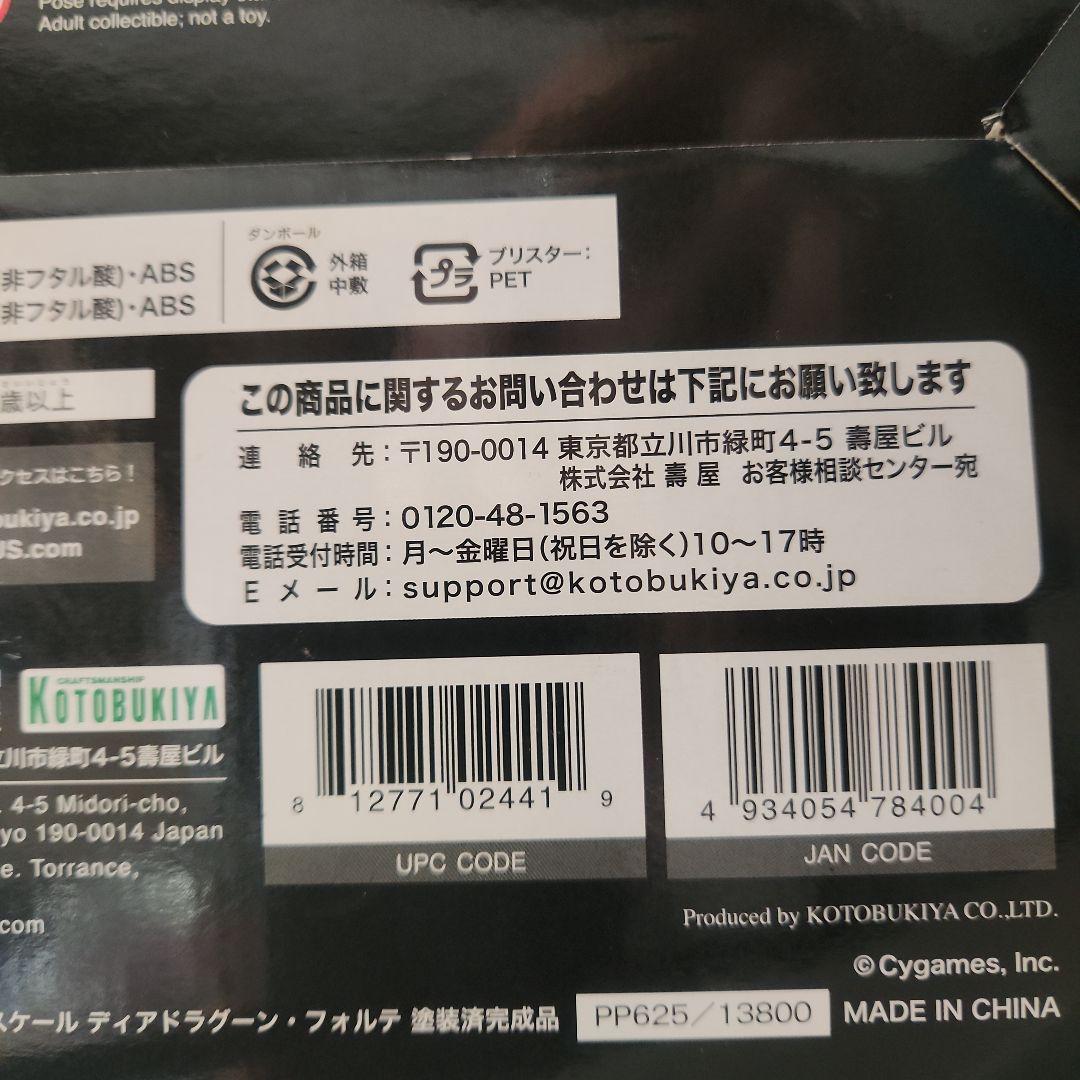 Pose requires display
Adult collectible; not a toy.
ダンボール
非フタル酸)・ABS
外箱
中敷
プラ
ブリスター:
PET
非フタル酸)・ABS
この商品に関するお問い合わせは下記にお願い致します
歳以上
連絡先:〒190-0014 東京都立川市緑町4-5 壽屋ビル
株式会社 壽屋 お客様相談センター宛
電話番号:0120-48-1563
電話受付時間:月〜金曜日(祝日を除く)10〜17時
Eメール:support@kotobukiya.co.jp
クセスはこちら!
bukiya.co.jp
US.com
CRAFTSMANSHIP
KOTOBUKIYA
立川市緑町4-5壽屋ビル
4-5 Midori-cho,
yo 190-0014 Japan
e. Torrance,
.com
8 12771 02441 9
UPC CODE
4 934054 784004
JAN CODE
Produced by KOTOBUKIYA CO.,LTD.
©Cygames, Inc.
スケール ディアドラグーン・フォルテ 塗装済完成品
PP625/13800
MADE IN CHINA